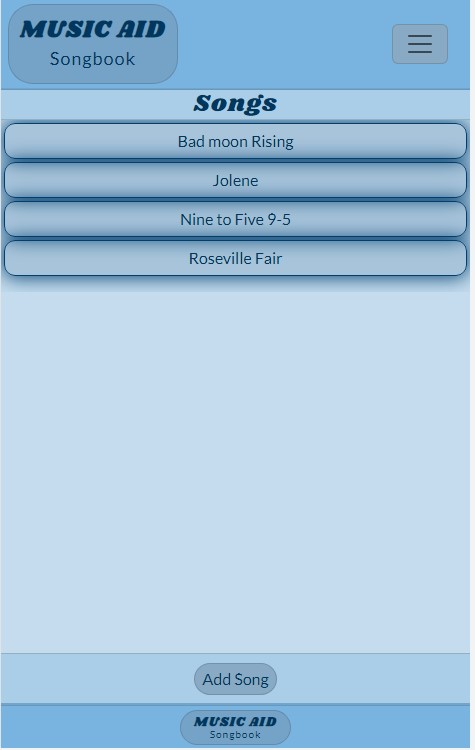 MUSIC AID
Songbook
Songs
Bad moon Rising
Jolene
Nine to Five 9-5
Roseville Fair
Add Song
MUSIC AID
Songbook